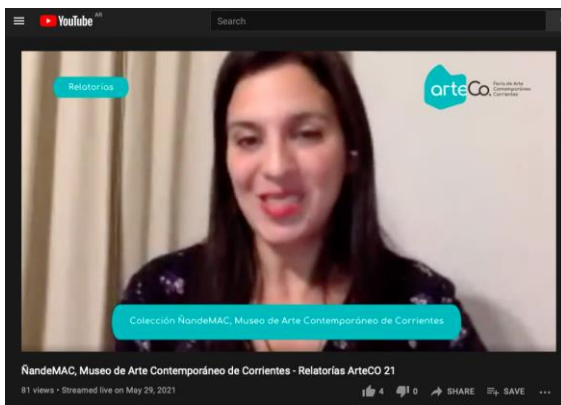 YouTube AR
Search
Relatorías
arteCo.
Feria de Arte
Contemporáneo
Corrientes
Colección ÑandeMAC, Museo de Arte Contemporáneo de Corrientes
ÑandeMAC, Museo de Arte Contemporáneo de Corrientes - Relatorías ArteCO 21
81 views • Streamed live on May 29, 2021
4
0
SHARE
SAVE